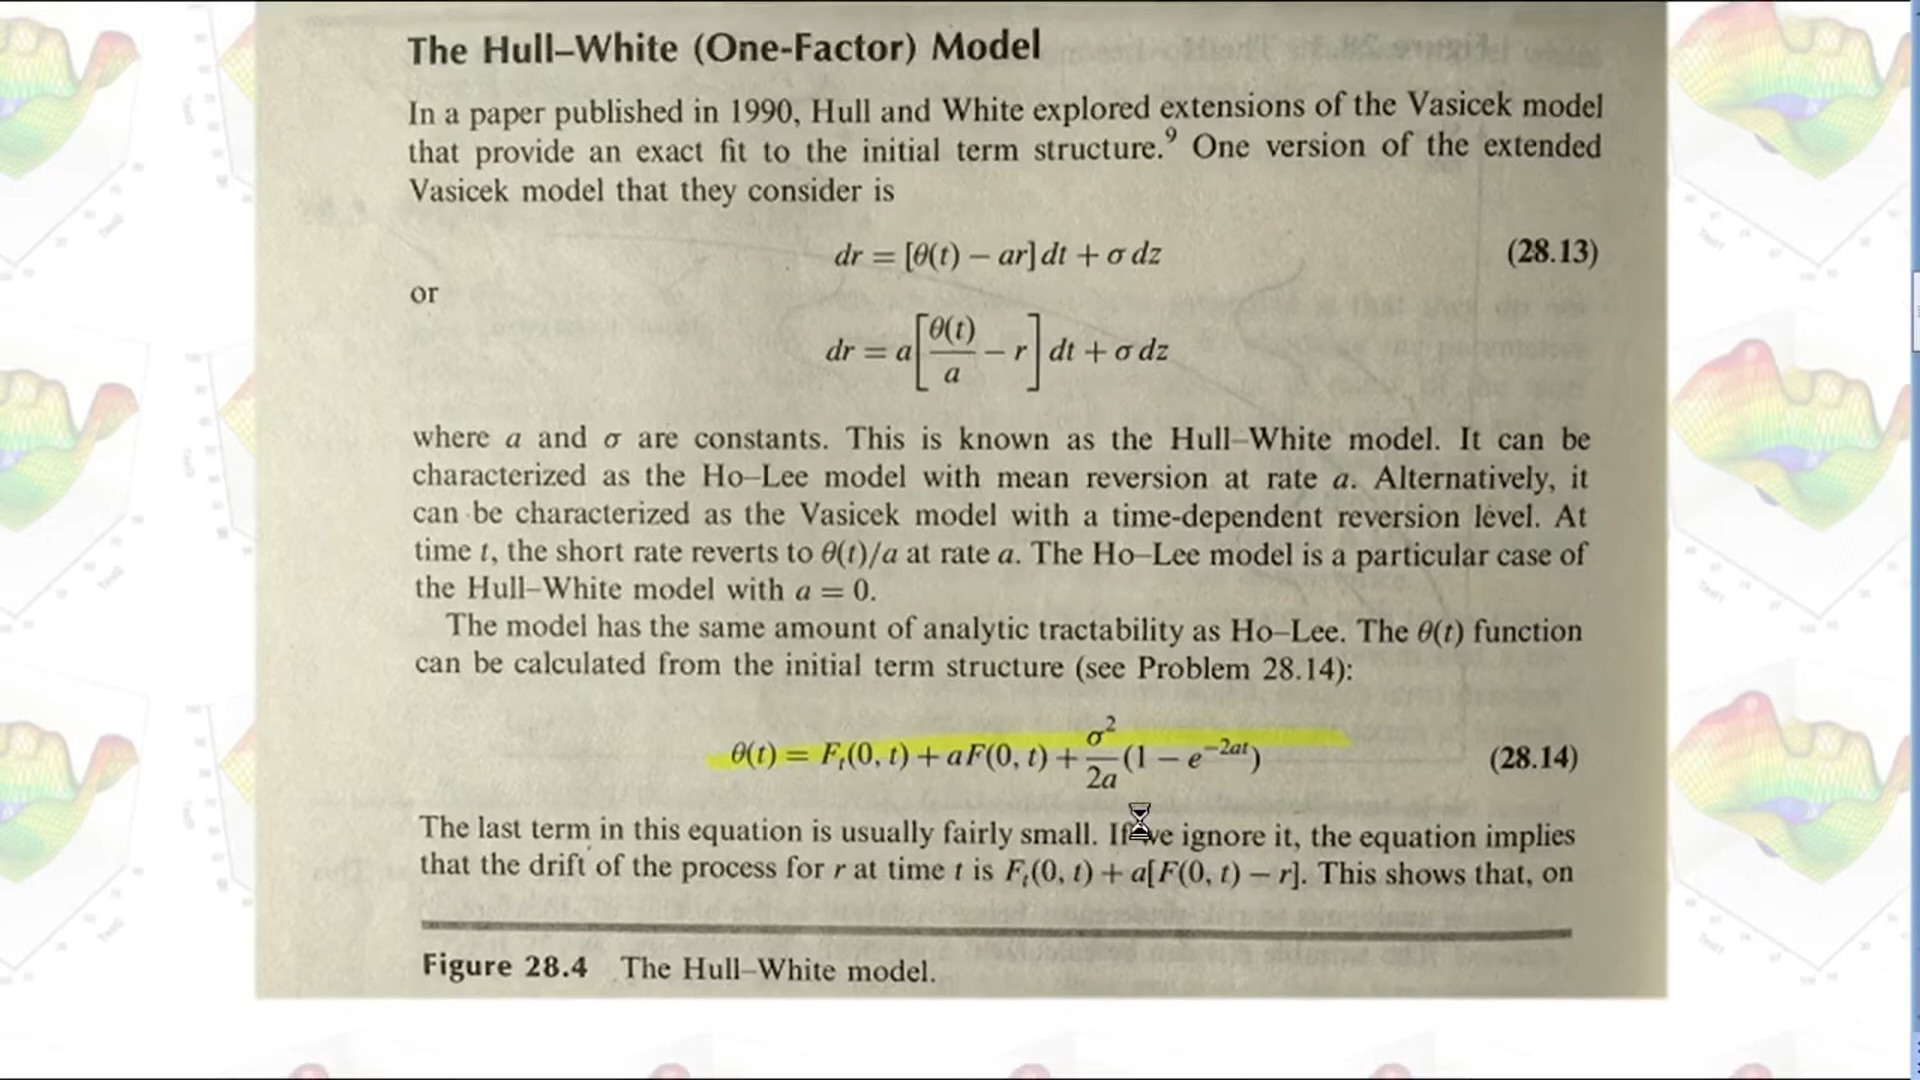 The Hull–White (One-Factor) Model
In a paper published in 1990, Hull and White explored extensions of the Vasicek model
that provide an exact fit to the initial term structure.⁹ One version of the extended
Vasicek model that they consider is
dr = [θ(t) − ar] dt + σ dz (28.13)
or
dr = a[θ(t)/a − r] dt + σ dz
where a and σ are constants. This is known as the Hull–White model. It can be
characterized as the Ho–Lee model with mean reversion at rate a. Alternatively, it
can be characterized as the Vasicek model with a time-dependent reversion level. At
time t, the short rate reverts to θ(t)/a at rate a. The Ho–Lee model is a particular case of
the Hull–White model with a = 0.
The model has the same amount of analytic tractability as Ho–Lee. The θ(t) function
can be calculated from the initial term structure (see Problem 28.14):
θ(t) = Fₜ(0, t) + aF(0, t) + σ²/2a (1 − e⁻²ᵃᵗ) (28.14)
The last term in this equation is usually fairly small. If we ignore it, the equation implies
that the drift of the process for r at time t is Fₜ(0, t) + a[F(0, t) − r]. This shows that, on
Figure 28.4 The Hull–White model.